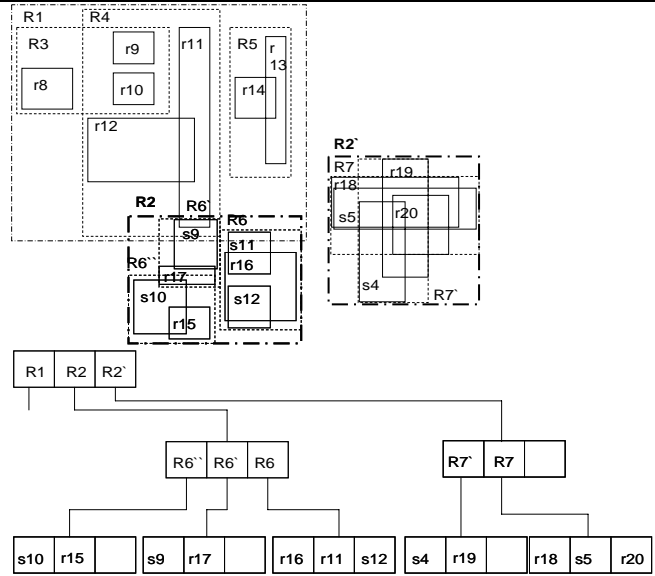 R1 R4
R3 r9 r11 R5 r 13
r8 r10 r14
r12
R2`
R7 r19
r18
R2 R6` R6
s5 r20
s9 s11
R6`` r16
r17
s10 s12
s4 R7`
r15
R1 R2 R2`
R6`` R6` R6
R7` R7
s10 r15 s9 r17 r16 r11 s12 s4 r19 r18 s5 r20